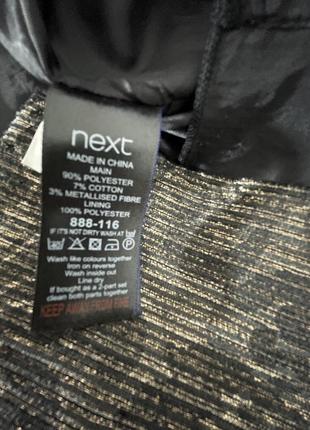 next
MADE IN CHINA
MAIN
90% POLYESTER
7% COTTON
3% METALLISED FIBRE
LINING
100% POLYESTER
888-116
IF IT'S NOT DIRTY WASH AT
Wash like colours together
Iron on reverse
Wash inside out
Line dry
If bought as a 2-part set
clean both parts together
KEEP AWAY FROM FIRE